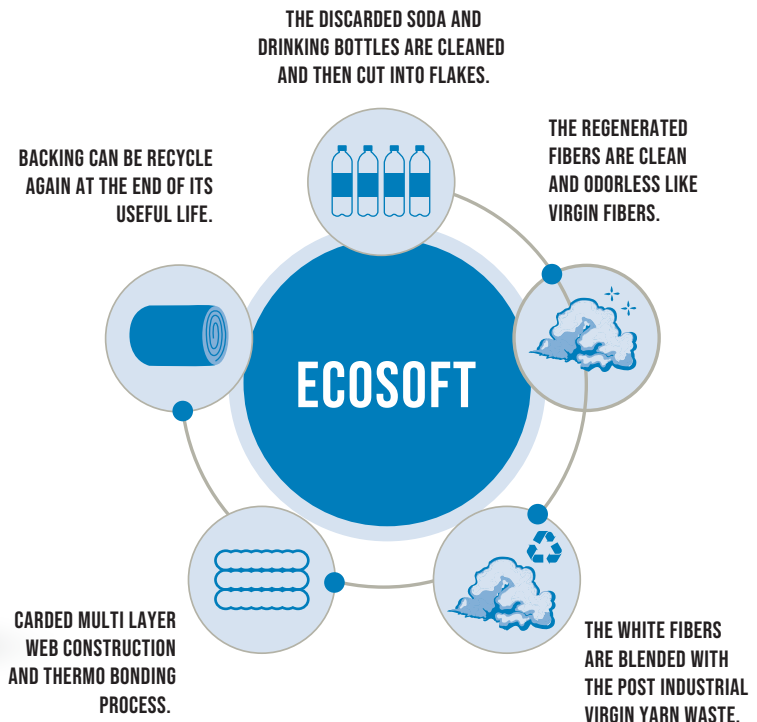 THE DISCARDED SODA AND
DRINKING BOTTLES ARE CLEANED
AND THEN CUT INTO FLAKES.
THE REGENERATED
FIBERS ARE CLEAN
AND ODORLESS LIKE
VIRGIN FIBERS.
THE WHITE FIBERS
ARE BLENDED WITH
THE POST INDUSTRIAL
VIRGIN YARN WASTE.
CARDED MULTI LAYER
WEB CONSTRUCTION
AND THERMO BONDING
PROCESS.
BACKING CAN BE RECYCLE
AGAIN AT THE END OF ITS
USEFUL LIFE.
ECOSOFT